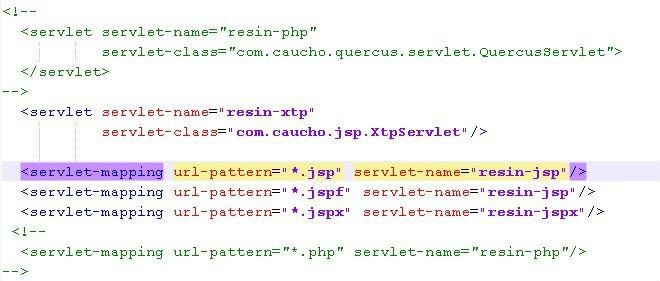 <!--
<servlet servlet-name="resin-php"
servlet-class="com.caucho.quercus.servlet.QuercusServlet">
</servlet>
-->
<servlet servlet-name="resin-xtp"
servlet-class="com.caucho.jsp.XtpServlet"/>
<servlet-mapping url-pattern="*.jsp" servlet-name="resin-jsp"/>
<servlet-mapping url-pattern="*.jspf" servlet-name="resin-jsp"/>
<servlet-mapping url-pattern="*.jspx" servlet-name="resin-jspx"/>
<!--
<servlet-mapping url-pattern="*.php" servlet-name="resin-php"/>
-->